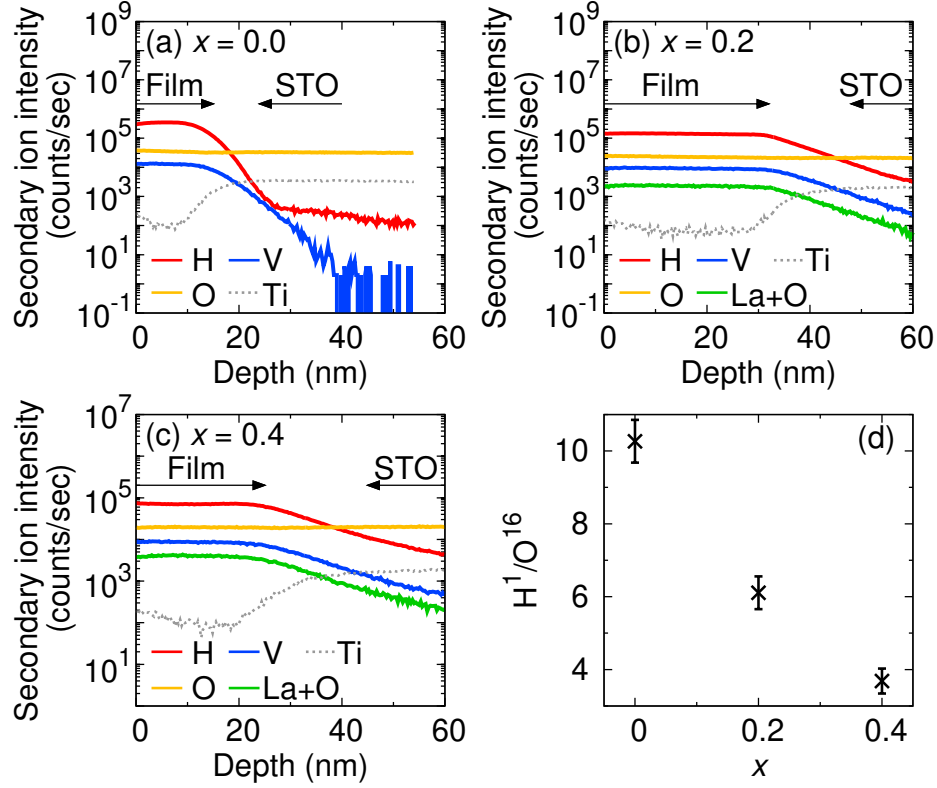 (a) x = 0.0
Film STO
Secondary ion intensity
(counts/sec)
10^9
10^7
10^5
10^3
10^1
10^-1
H V
O Ti
0 20 40 60
Depth (nm)
(b) x = 0.2
Film STO
Secondary ion intensity
(counts/sec)
10^9
10^7
10^5
10^3
10^1
10^-1
H V Ti
O La+O
0 20 40 60
Depth (nm)
(c) x = 0.4
Film STO
Secondary ion intensity
(counts/sec)
10^7
10^5
10^3
10^1
H V Ti
O La+O
0 20 40 60
Depth (nm)
(d)
H^1/O^16
10
8
6
4
0 0.2 0.4
x